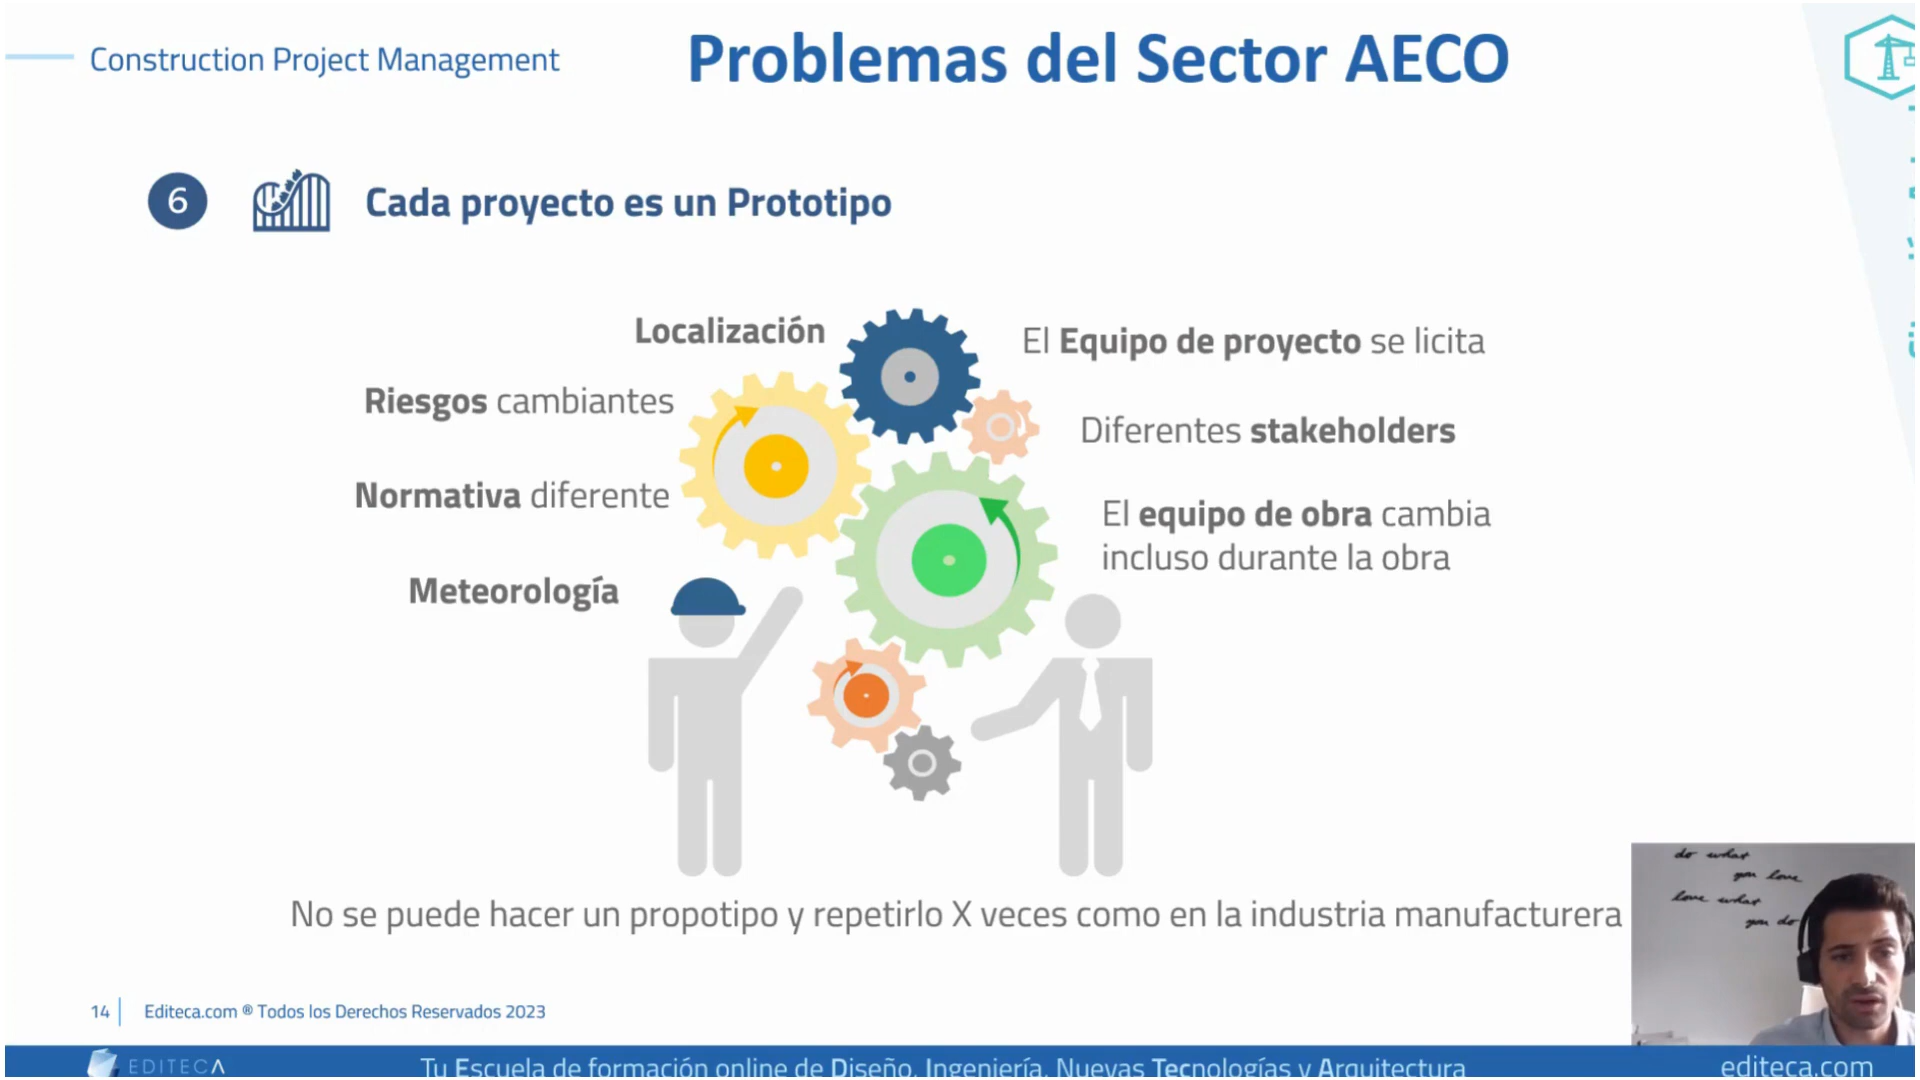 Construction Project Management
Problemas del Sector AECO
6
Cada proyecto es un Prototipo
Localización
El Equipo de proyecto se licita
Riesgos cambiantes
Diferentes stakeholders
Normativa diferente
El equipo de obra cambia
incluso durante la obra
Meteorología
No se puede hacer un propotipo y repetirlo X veces como en la industria manufacturera
do what
you love
love what
you do
14
Editeca.com ® Todos los Derechos Reservados 2023
EDITECA
Tu Escuela de formación online de Diseño, Ingeniería, Nuevas Tecnologías y Arquitectura
editeca.com